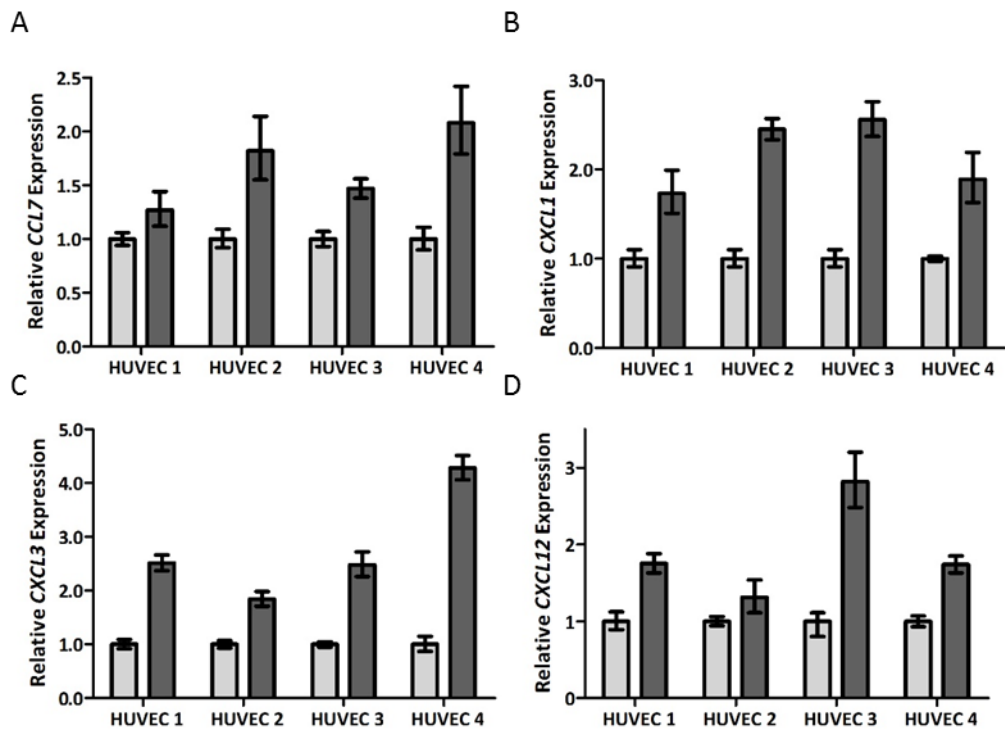 A
Relative CCL7 Expression
2.5
2.0
1.5
1.0
0.5
0.0
HUVEC 1 HUVEC 2 HUVEC 3 HUVEC 4
B
Relative CXCL1 Expression
3.0
2.0
1.0
0.0
HUVEC 1 HUVEC 2 HUVEC 3 HUVEC 4
C
Relative CXCL3 Expression
5.0
4.0
3.0
2.0
1.0
0.0
HUVEC 1 HUVEC 2 HUVEC 3 HUVEC 4
D
Relative CXCL12 Expression
3
2
1
0
HUVEC 1 HUVEC 2 HUVEC 3 HUVEC 4